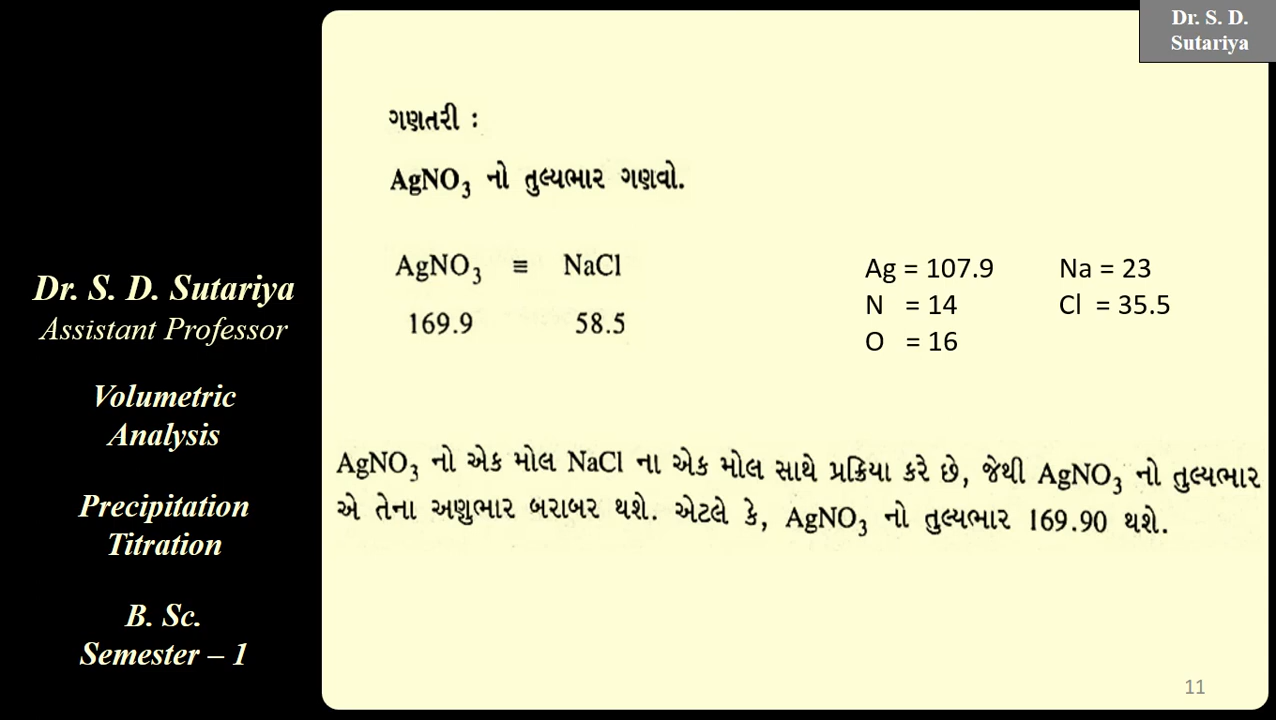 Dr. S. D.
Sutariya
ગણતરી :
AgNO₃ નો તુલ્યભાર ગણવો.
AgNO₃ ≡ NaCl
169.9 58.5
Ag = 107.9 Na = 23
N = 14 Cl = 35.5
O = 16
AgNO₃ નો એક મોલ NaCl ના એક મોલ સાથે પ્રક્રિયા કરે છે, જેથી AgNO₃ નો તુલ્યભાર
એ તેના અણુભાર બરાબર થશે. એટલે કે, AgNO₃ નો તુલ્યભાર 169.90 થશે.
Dr. S. D. Sutariya
Assistant Professor
Volumetric
Analysis
Precipitation
Titration
B. Sc.
Semester – 1
11